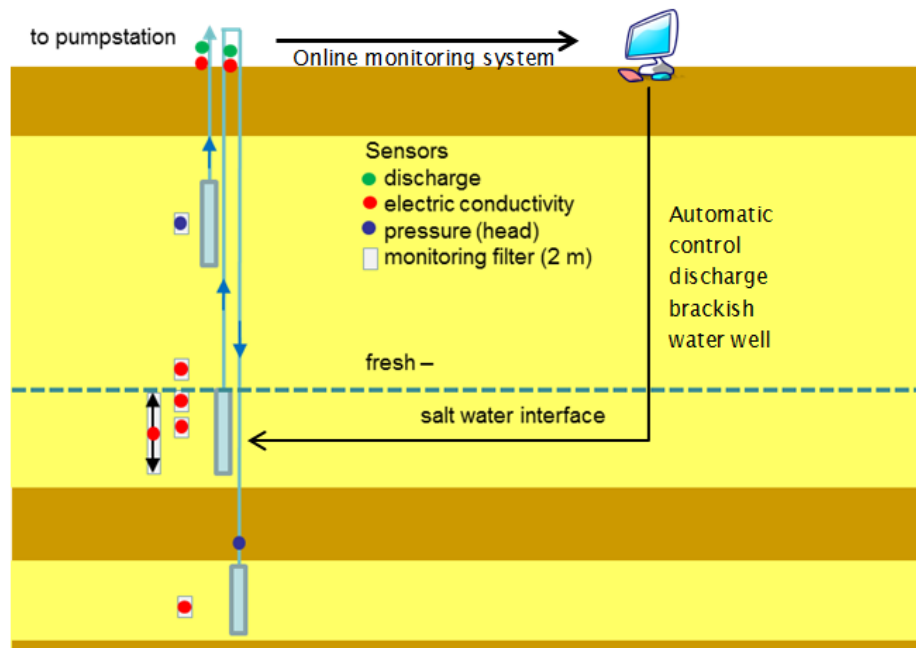 to pumpstation
Online monitoring system
Sensors
discharge
electric conductivity
pressure (head)
monitoring filter (2 m)
Automatic
control
discharge
brackish
water well
fresh –
salt water interface